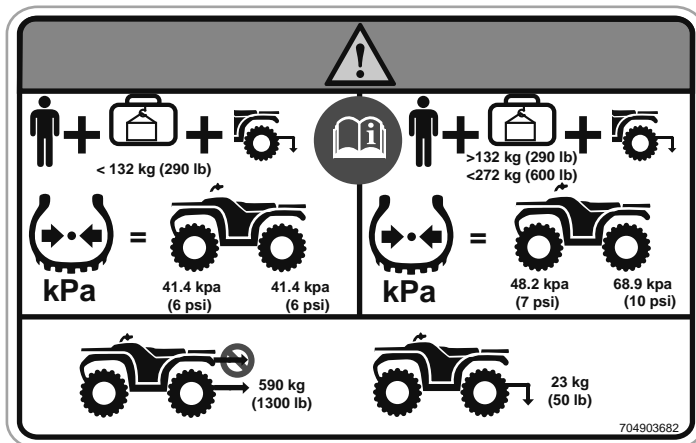 < 132 kg (290 lb)
kPa
=
41.4 kpa
(6 psi)
41.4 kpa
(6 psi)
i
>132 kg (290 lb)
<272 kg (600 lb)
kPa
=
48.2 kpa
(7 psi)
68.9 kpa
(10 psi)
590 kg
(1300 lb)
23 kg
(50 lb)
704903682